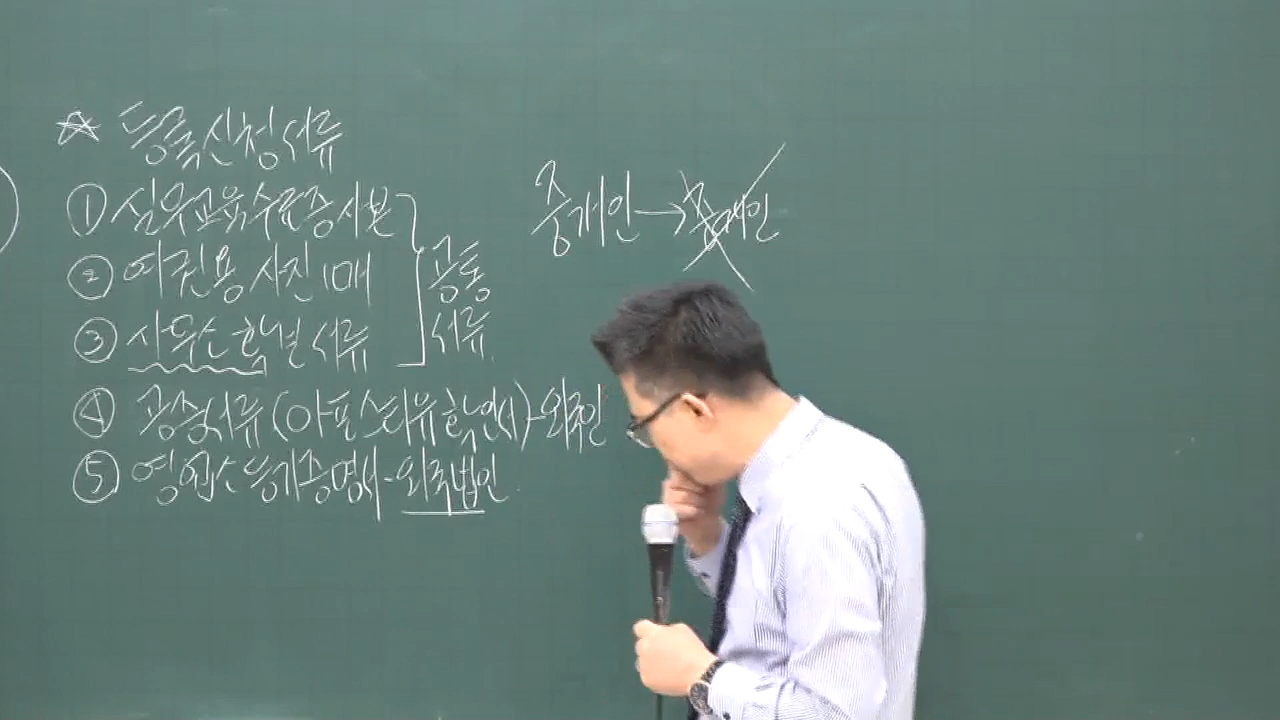 ☆ 등록신청서류
① 실무교육수료증사본
② 여권용 사진 1매
③ 사무소 확보 서류
공통
서류.
④ 공증서류(아포스티유 확인서)-외국인
⑤ 영업소 등기증명서-외국법인
중개인→중개인